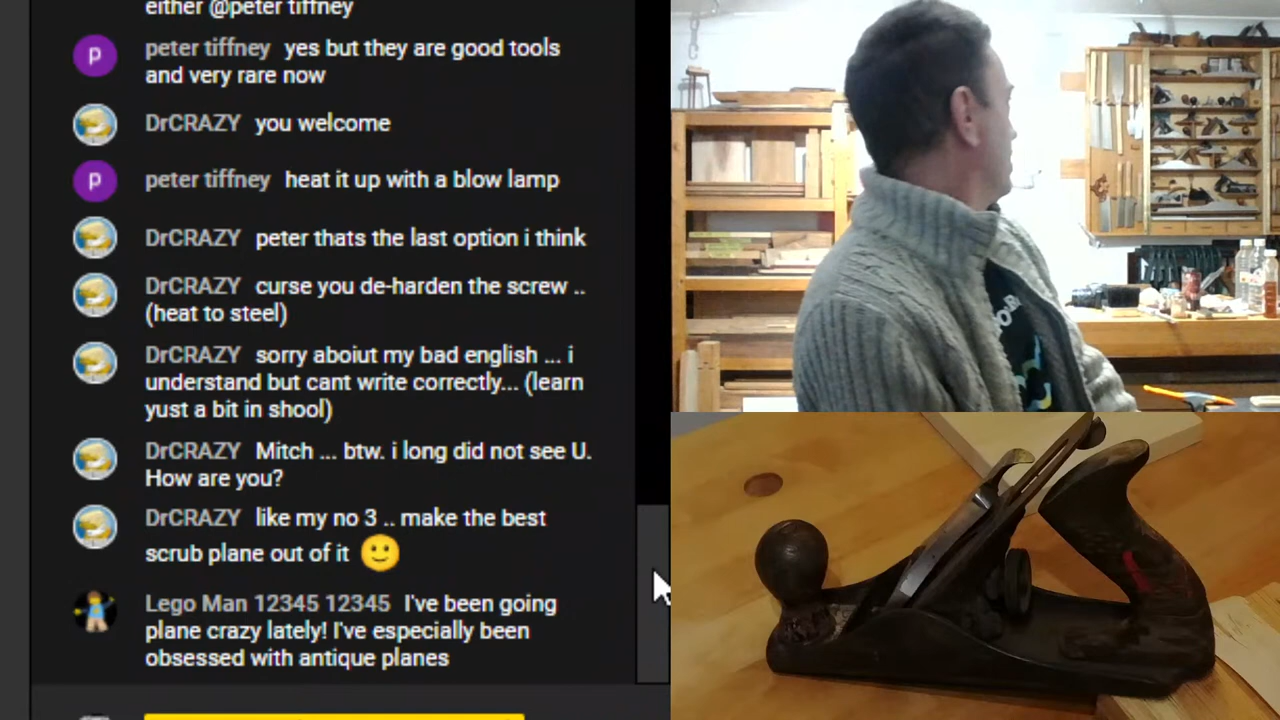 either @peter tiffney
peter tiffney yes but they are good tools
and very rare now
DrCRAZY you welcome
peter tiffney heat it up with a blow lamp
DrCRAZY peter thats the last option i think
DrCRAZY curse you de-harden the screw ..
(heat to steel)
DrCRAZY sorry aboiut my bad english ... i
understand but cant write correctly... (learn
yust a bit in shool)
DrCRAZY Mitch ... btw. i long did not see U.
How are you?
DrCRAZY like my no 3 .. make the best
scrub plane out of it 🙂
Lego Man 12345 12345 I've been going
plane crazy lately! I've especially been
obsessed with antique planes
P
P